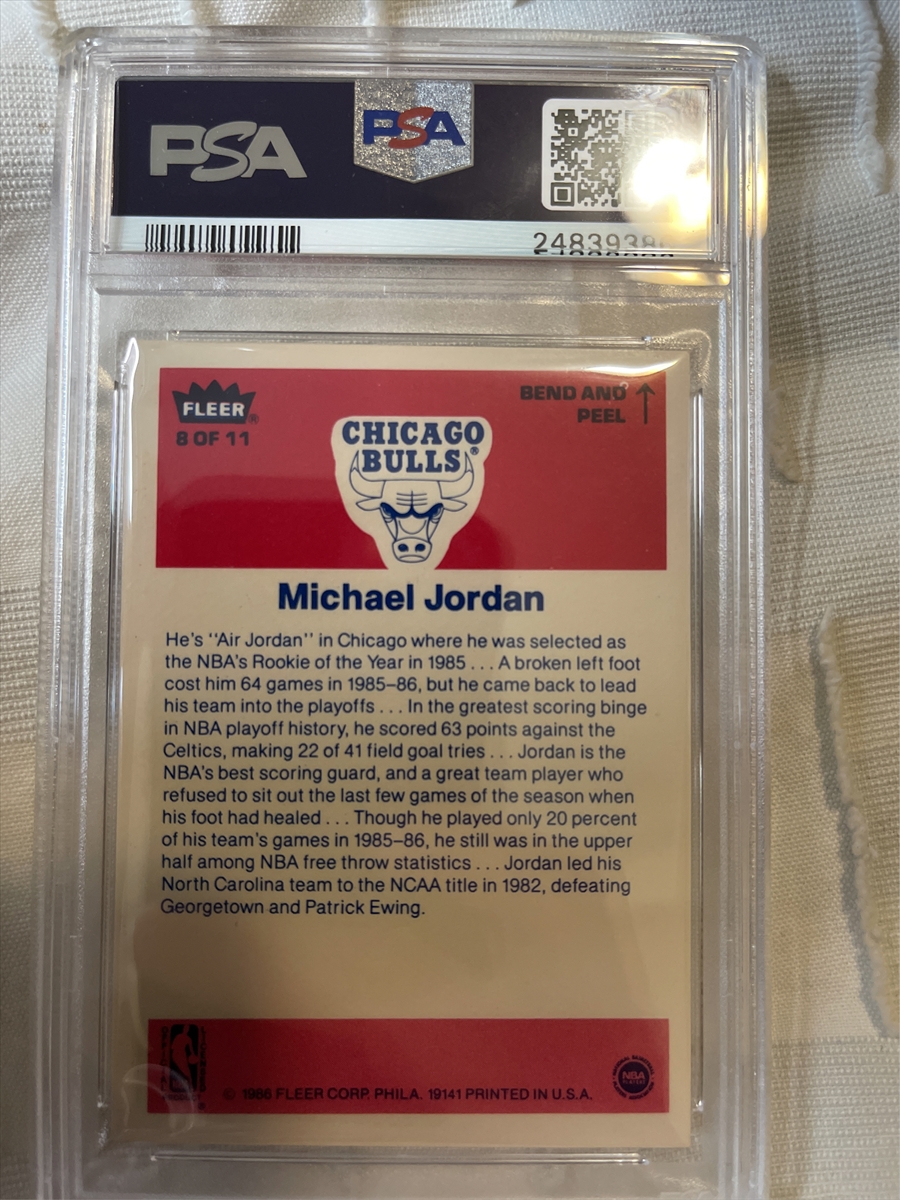 PSA
PSA
24839380
FLEER®
8 OF 11
BEND AND
PEEL
CHICAGO
BULLS®
Michael Jordan
He's "Air Jordan" in Chicago where he was selected as
the NBA's Rookie of the Year in 1985 . . . A broken left foot
cost him 64 games in 1985–86, but he came back to lead
his team into the playoffs . . . In the greatest scoring binge
in NBA playoff history, he scored 63 points against the
Celtics, making 22 of 41 field goal tries . . . Jordan is the
NBA's best scoring guard, and a great team player who
refused to sit out the last few games of the season when
his foot had healed . . . Though he played only 20 percent
of his team's games in 1985–86, he still was in the upper
half among NBA free throw statistics . . . Jordan led his
North Carolina team to the NCAA title in 1982, defeating
Georgetown and Patrick Ewing.
© 1986 FLEER CORP. PHILA. 19141 PRINTED IN U.S.A.
NBA
PLAYERS